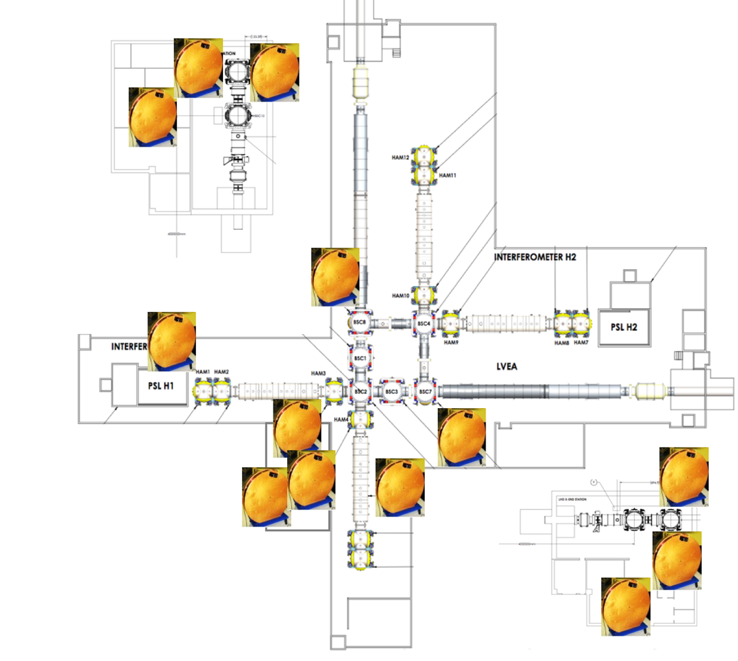 HAM12
HAM11
INTERFEROMETER H2
HAM10
BSC8
BSC4
HAM9
HAM8
HAM7
PSL H2
INTERFER
BSC1
LVEA
HAM1
HAM2
HAM3
PSL H1
BSC2
BSC3
BSC7
HAM4